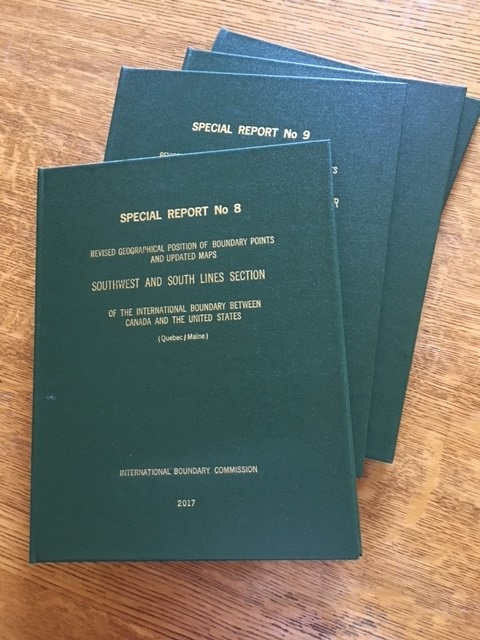 SPECIAL REPORT No 9
SPECIAL REPORT No 8
REVISED GEOGRAPHICAL POSITION OF BOUNDARY POINTS
AND UPDATED MAPS
SOUTHWEST AND SOUTH LINES SECTION
OF THE INTERNATIONAL BOUNDARY BETWEEN
CANADA AND THE UNITED STATES
(Quebec/Maine)
INTERNATIONAL BOUNDARY COMMISSION
2017